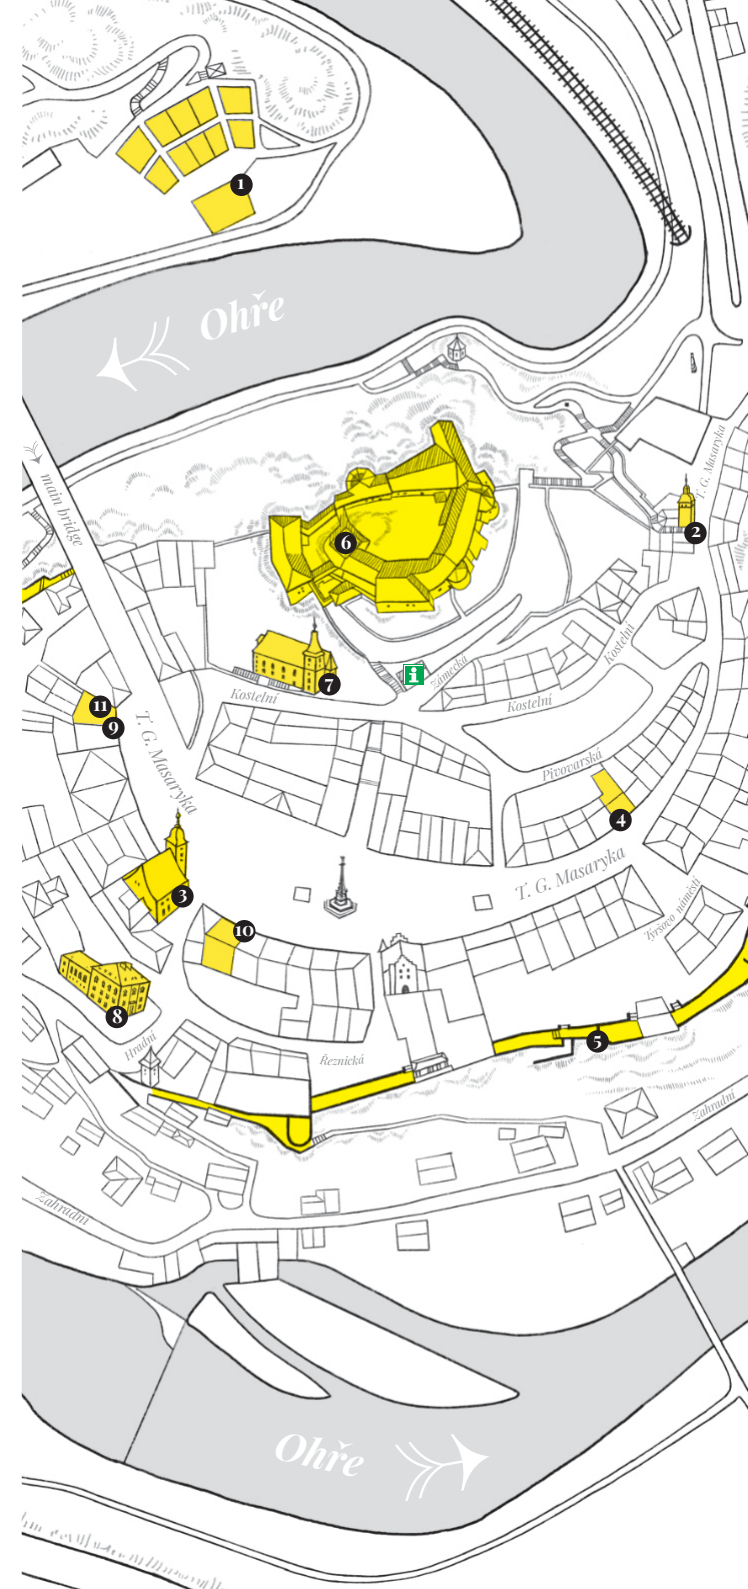 1
Ohře
T. G. Masaryka
main bridge
2
6
Kostelní
7
i
Zámecká
Kostelní
Kostelní
11
9
T. G. Masaryka
Pivovarská
4
T. G. Masaryka
3
10
Tyršovo náměstí
8
Hradní
Řeznická
5
Zahradní
Zahradní
Ohře